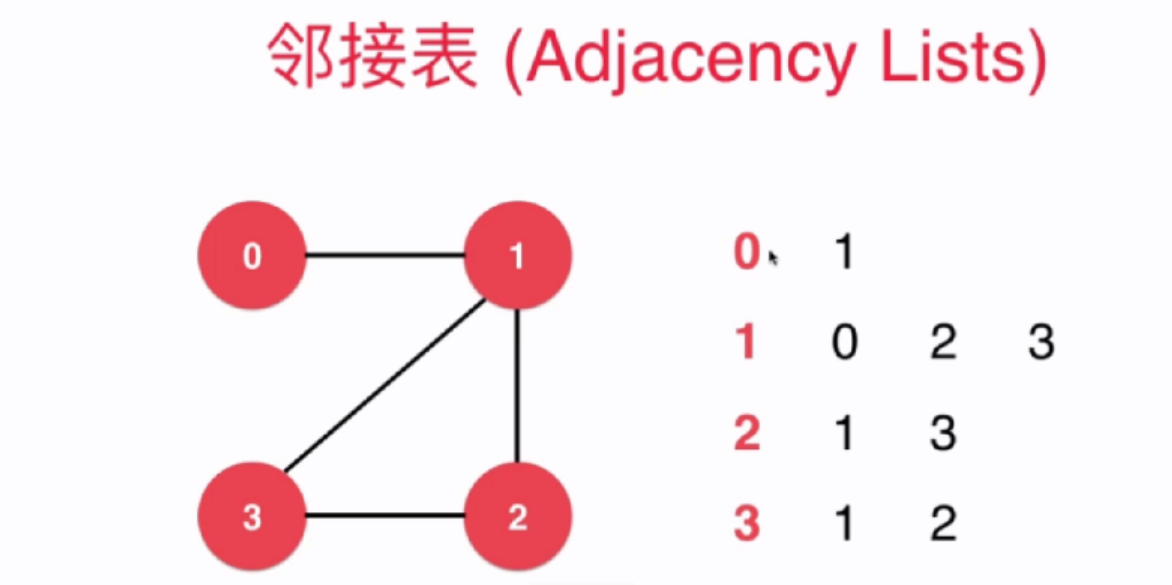 邻接表 (Adjacency Lists)
0 1
3 2
0 1
1 0 2 3
2 1 3
3 1 2